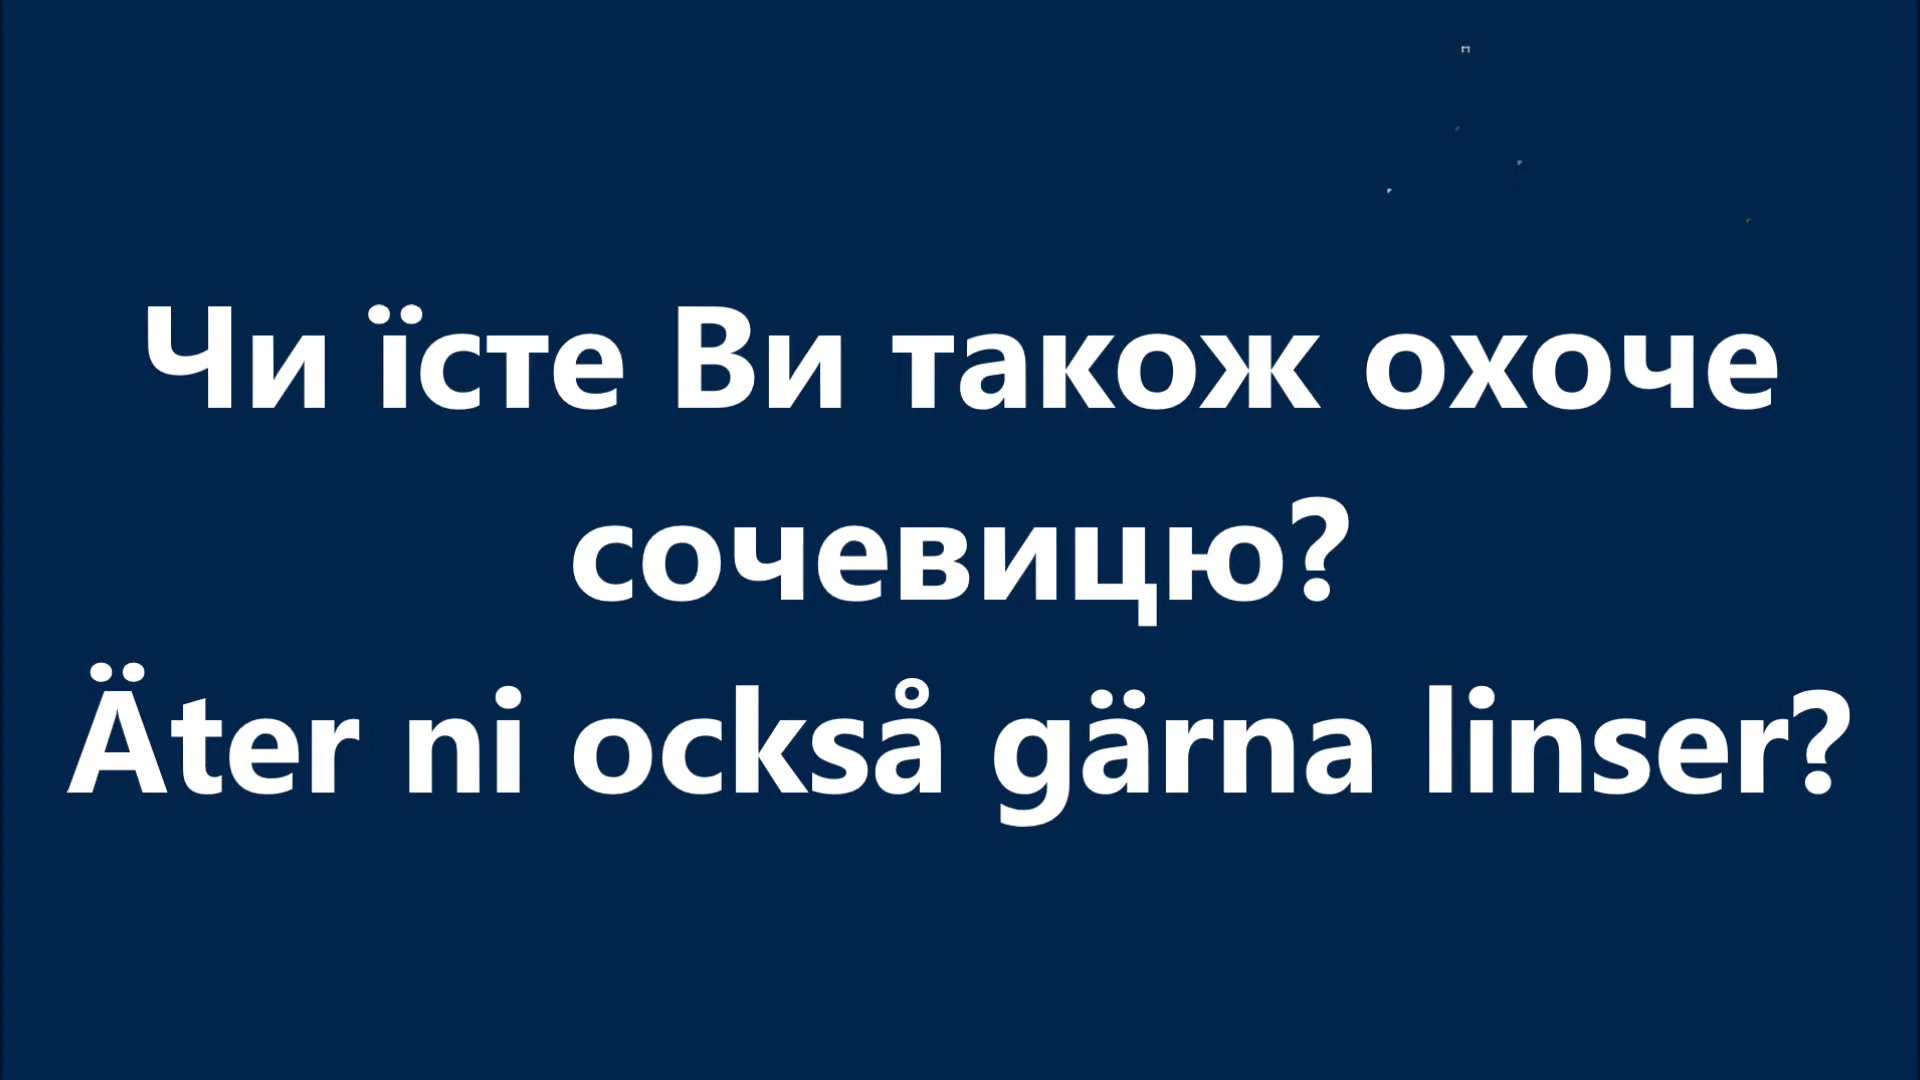 Чи їсте Ви також охоче
сочевицю?
Äter ni också gärna linser?